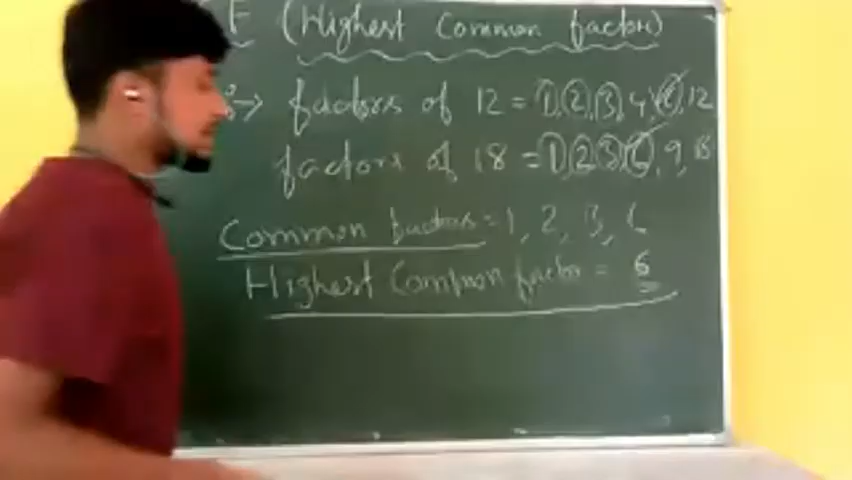 F (Highest Common factor)
:→ factors of 12 = 1, 2, 3, 4, 6, 12
factors of 18 = 1, 2, 3, 6, 9, 18
Common factors = 1, 2, 3, 6
Highest Common factor = 6